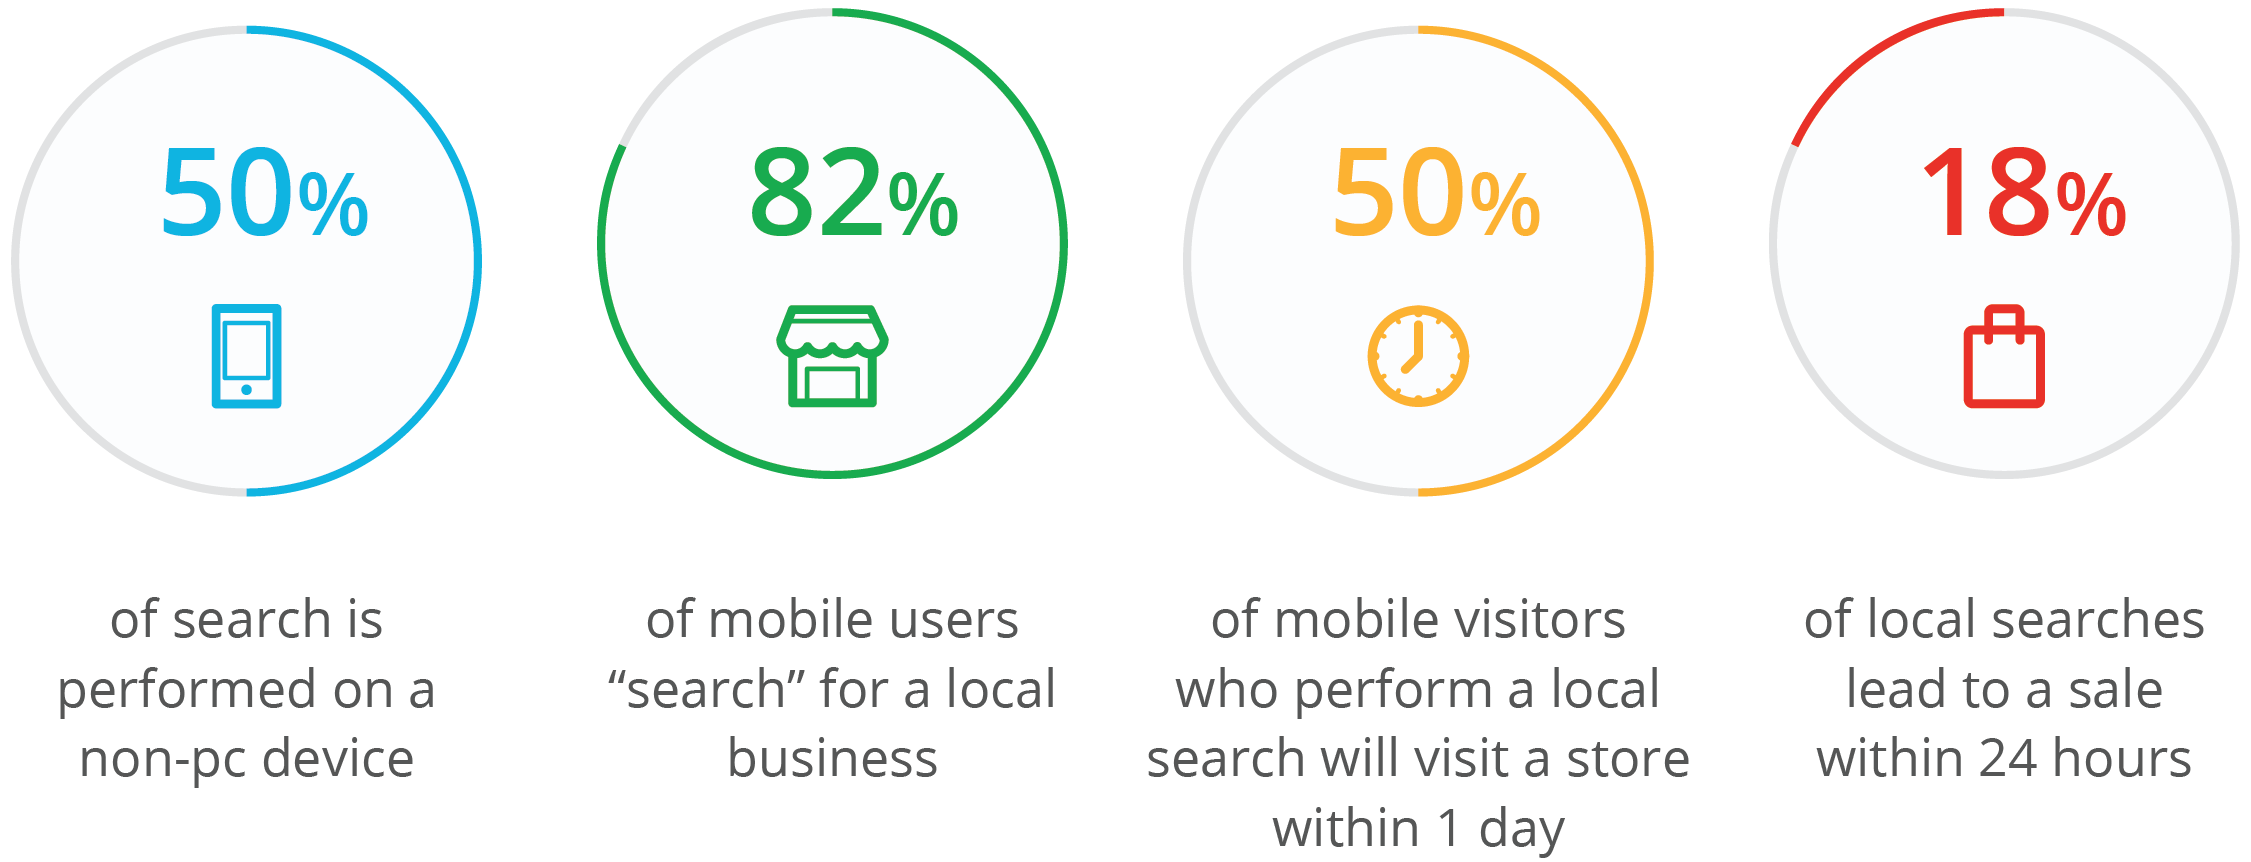 50%
of search is
performed on a
non-pc device
82%
of mobile users
“search” for a local
business
50%
of mobile visitors
who perform a local
search will visit a store
within 1 day
18%
of local searches
lead to a sale
within 24 hours